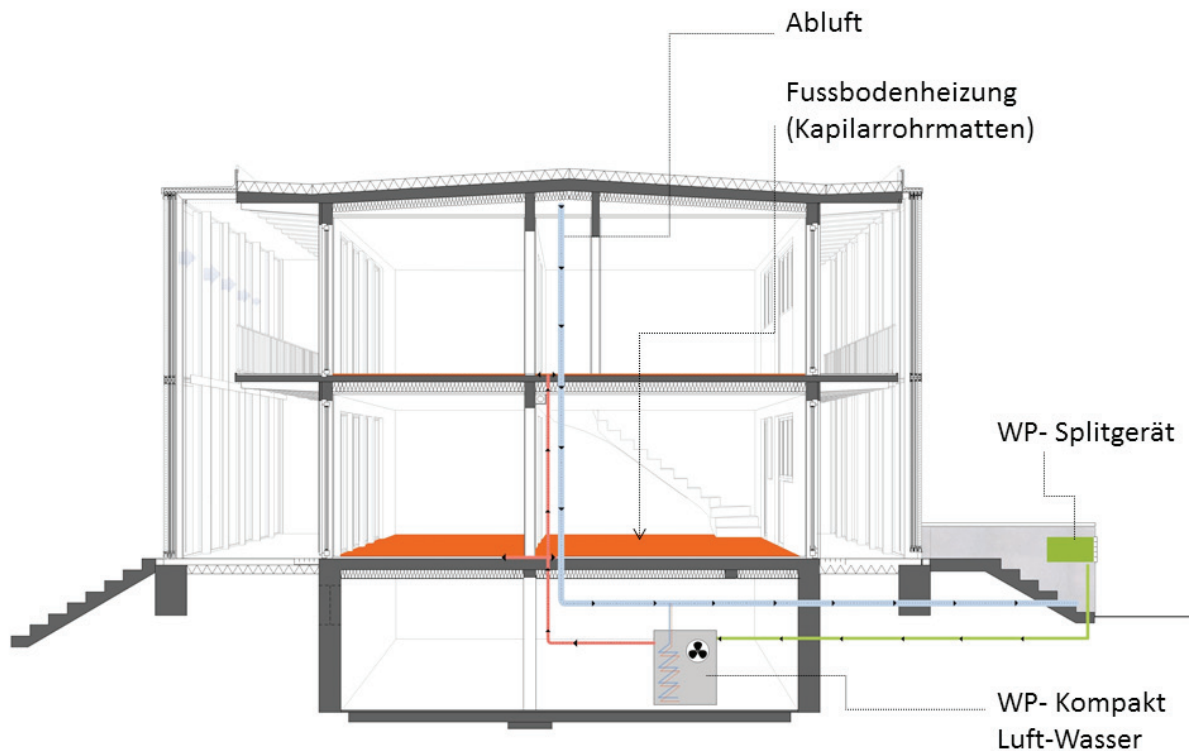 Abluft
Fussbodenheizung
(Kapilarrohrmatten)
WP- Splitgerät
WP- Kompakt
Luft-Wasser